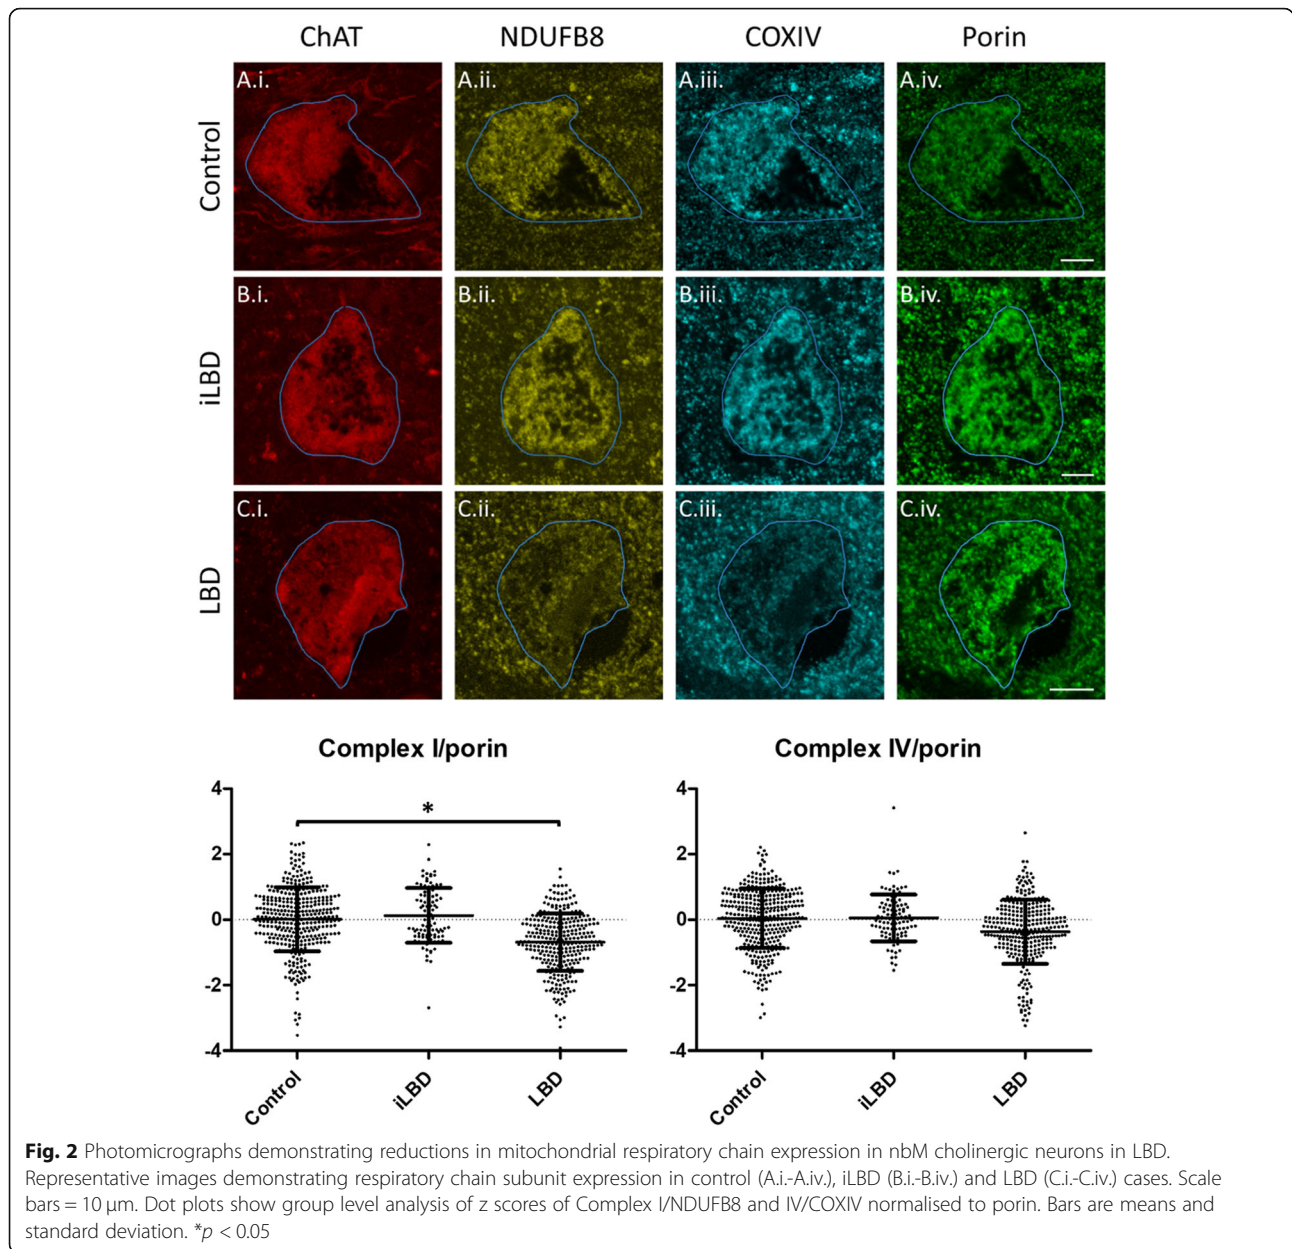 ChAT NDUFB8 COXIV Porin
Control
A.i. A.ii. A.iii. A.iv.
iLBD
B.i. B.ii. B.iii. B.iv.
LBD
C.i. C.ii. C.iii. C.iv.
Complex I/porin
4
2
0
-2
-4
*
Control iLBD LBD
Complex IV/porin
4
2
0
-2
-4
Control iLBD LBD
Fig. 2 Photomicrographs demonstrating reductions in mitochondrial respiratory chain expression in nbM cholinergic neurons in LBD.
Representative images demonstrating respiratory chain subunit expression in control (A.i.-A.iv.), iLBD (B.i.-B.iv.) and LBD (C.i.-C.iv.) cases. Scale
bars = 10 μm. Dot plots show group level analysis of z scores of Complex I/NDUFB8 and IV/COXIV normalised to porin. Bars are means and
standard deviation. *p < 0.05